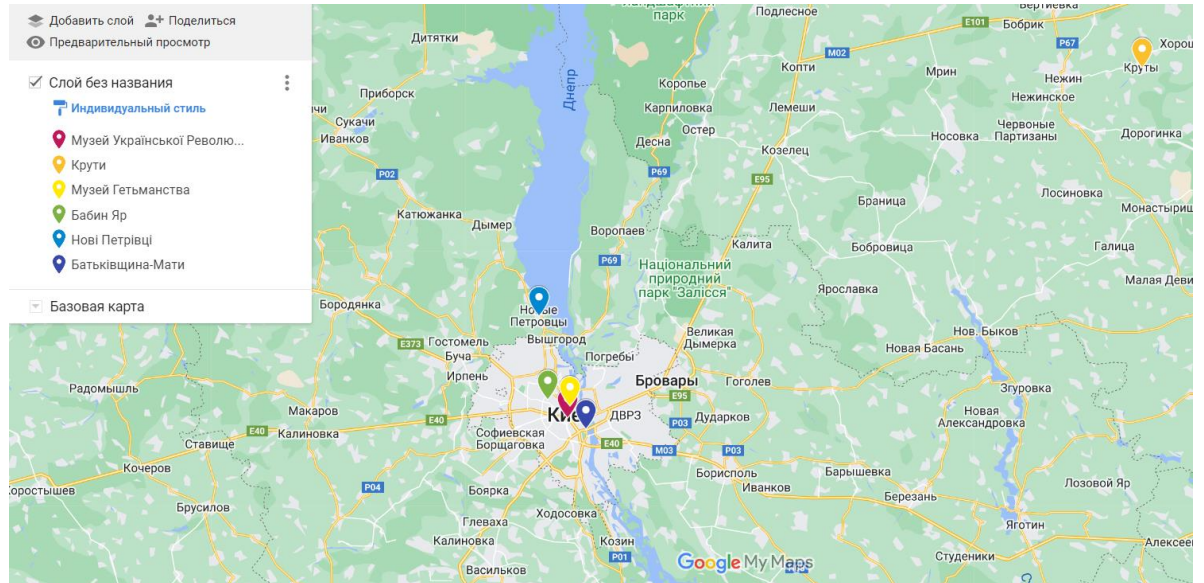 Добавить слой
Поделиться
Предварительный просмотр
Слой без названия
Индивидуальный стиль
Музей Української Револю...
Крути
Музей Гетьманства
Бабин Яр
Нові Петрівці
Батьківщина-Мати
Базовая карта
парк
Подлесное
E101
Бобрик
Дитятки
M02
P67
Хорош
Круты
Копти
Мрин
Нежин
Нежинское
Днепр
Приборск
Коропье
Сукачи
Иванков
Карпиловка
Лемеши
Остер
Десна
Козелец
Носовка
Червоные
Партизаны
Дорогинка
P02
P69
E95
Лосиновка
Монастырищ
Катюжанка
Дымер
Воропаев
Браница
Калита
Бобровица
Галица
P69
Національний
природний
парк "Залісся"
Малая Деви
Ярославка
Бородянка
Новые
Петровцы
Вышгород
E373
Гостомель
Буча
Погребы
Великая
Дымерка
Нов. Быков
Новая Басань
Ирпень
Бровары
Гоголев
Радомышль
E95
Згуровка
Макаров
Кие
ДВРЗ
P03
Дударков
Новая
Александровка
E40
E40
Калиновка
Софиевская
Борщаговка
E40
M03
P03
Ставище
Кочеров
Борисполь
Иванков
Барышевка
Коростышев
P04
Боярка
Березань
Лозовой Яр
Брусилов
Ходосовка
Глеваха
Яготин
Калиновка
Козин
P01
Алексее
Васильков
Google My Maps
Студеники